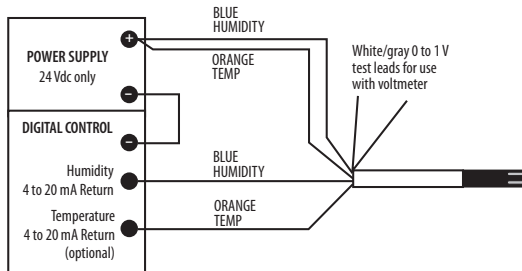 BLUE
HUMIDITY
+
POWER SUPPLY
24 Vdc only
ORANGE
TEMP
White/gray 0 to 1 V
test leads for use
with voltmeter
−
DIGITAL CONTROL
−
Humidity
4 to 20 mA Return
BLUE
HUMIDITY
Temperature
4 to 20 mA Return
(optional)
ORANGE
TEMP